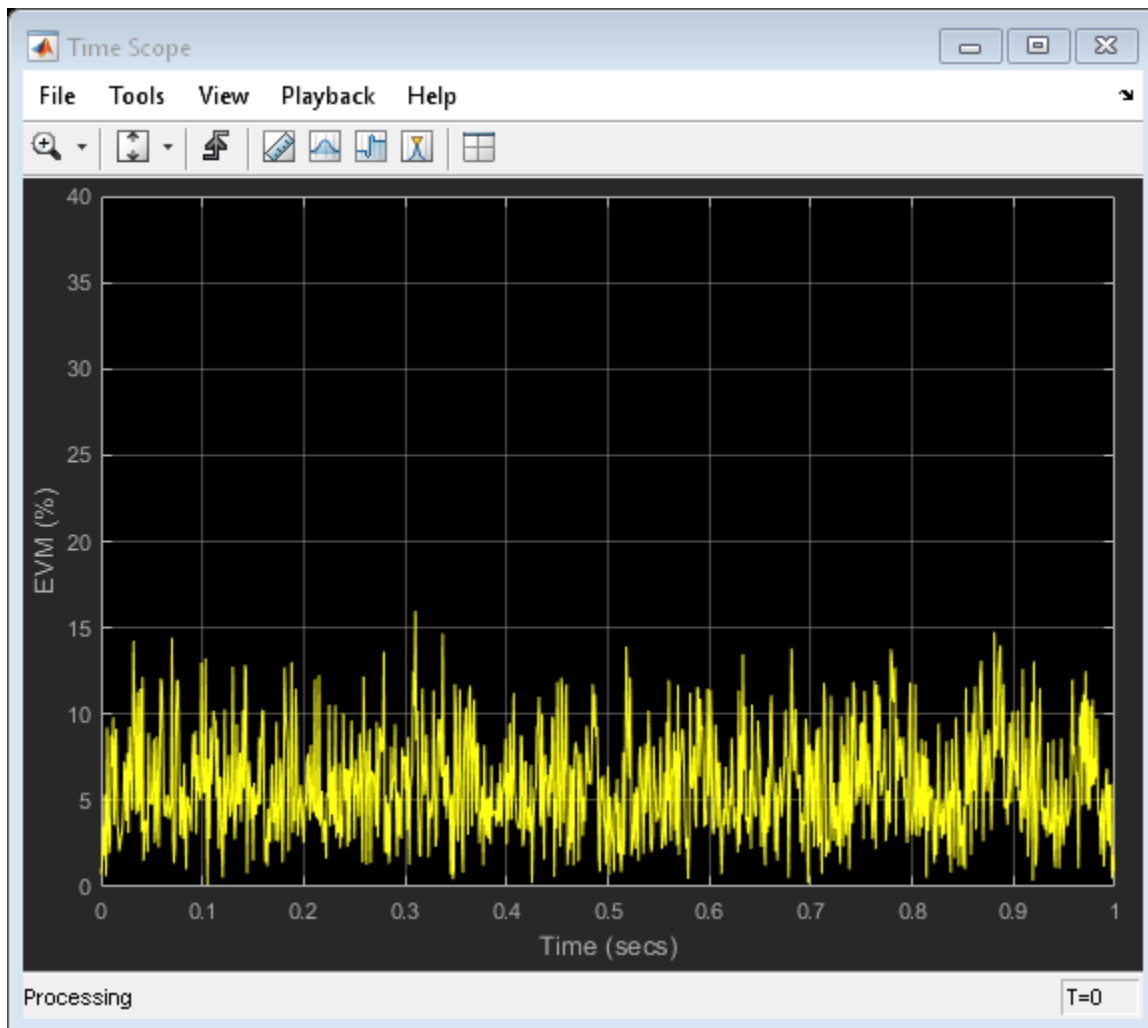 Time Scope
File Tools View Playback Help
40
35
30
25
20
15
10
5
0
EVM (%)
0 0.1 0.2 0.3 0.4 0.5 0.6 0.7 0.8 0.9 1
Time (secs)
Processing T=0